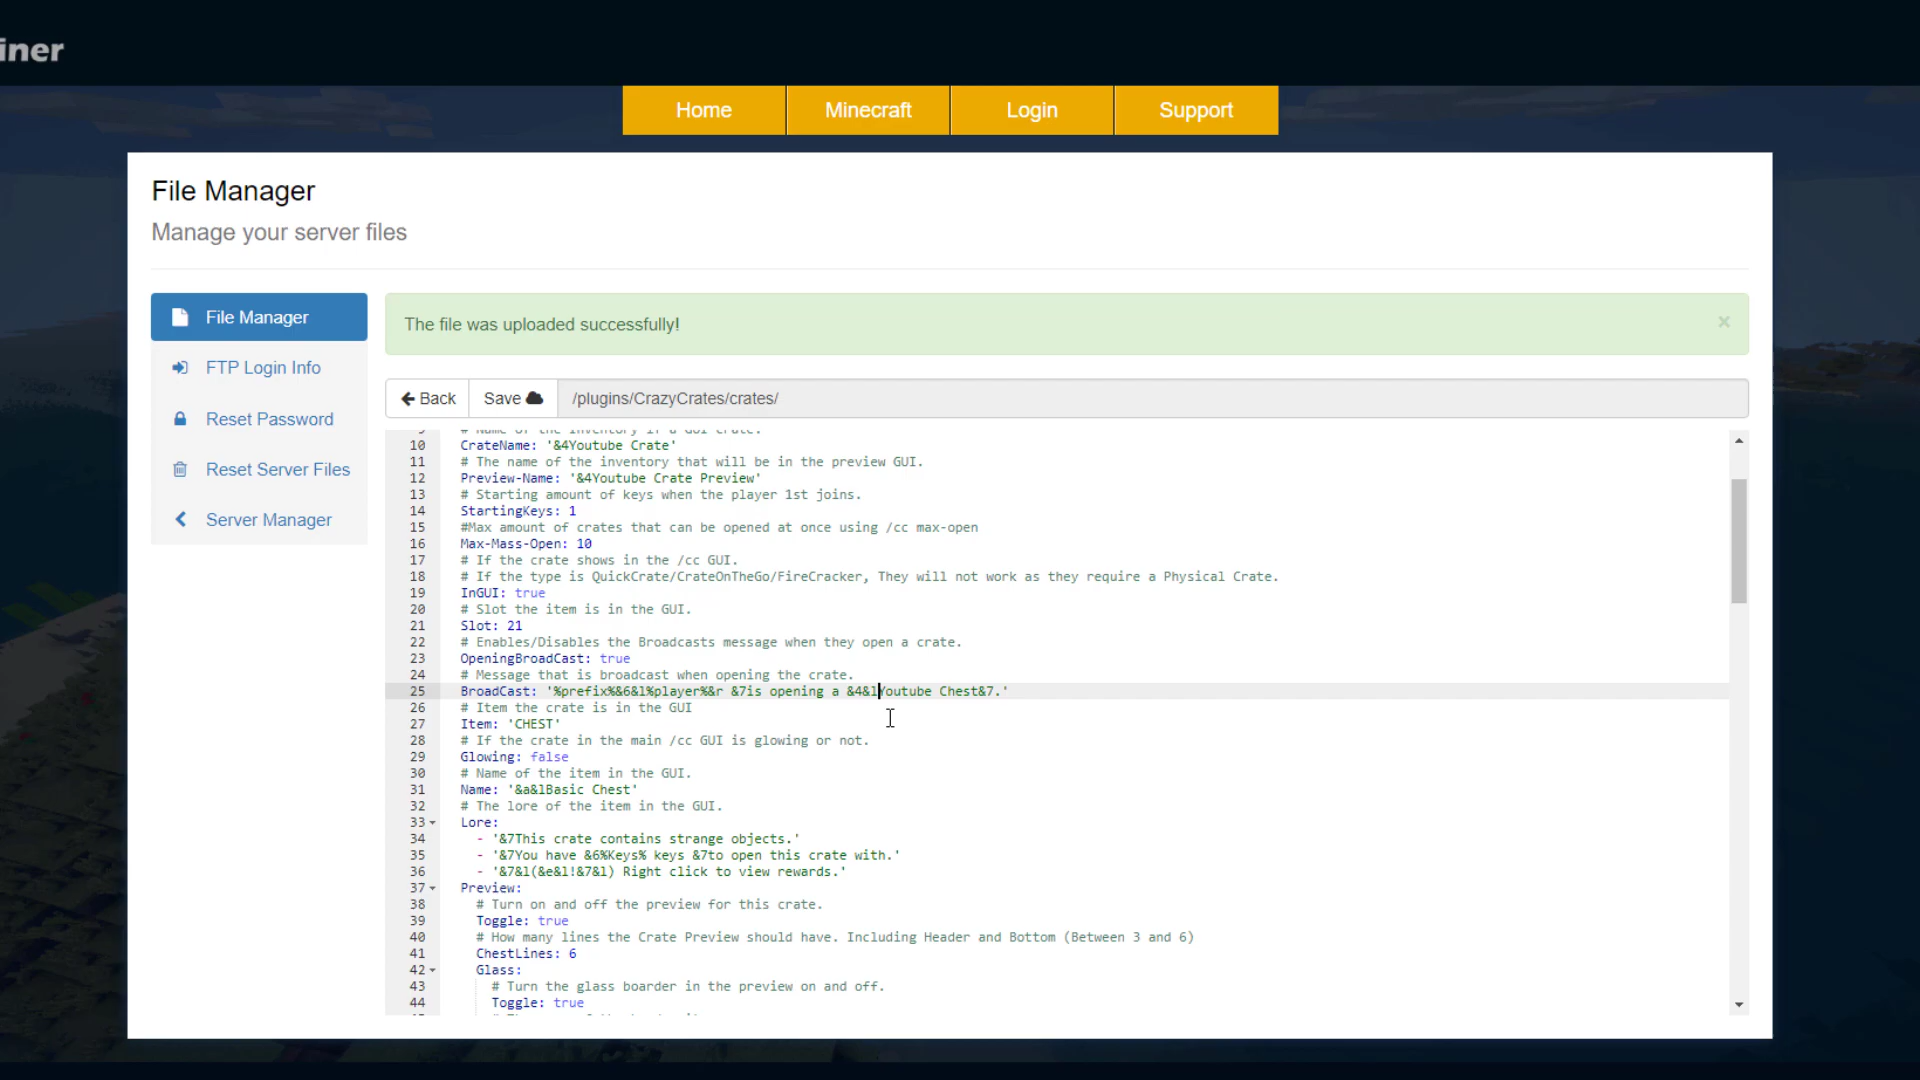 iner
Home
Minecraft
Login
Support
File Manager
Manage your server files
File Manager
FTP Login Info
Reset Password
Reset Server Files
Server Manager
The file was uploaded successfully!
×
Back
Save
/plugins/CrazyCrates/crates/
9 # Name of the inventory if a GUI crate.
10 CrateName: '&4Youtube Crate'
11 # The name of the inventory that will be in the preview GUI.
12 Preview-Name: '&4Youtube Crate Preview'
13 # Starting amount of keys when the player 1st joins.
14 StartingKeys: 1
15 #Max amount of crates that can be opened at once using /cc max-open
16 Max-Mass-Open: 10
17 # If the crate shows in the /cc GUI.
18 # If the type is QuickCrate/CrateOnTheGo/FireCracker, They will not work as they require a Physical Crate.
19 InGUI: true
20 # Slot the item is in the GUI.
21 Slot: 21
22 # Enables/Disables the Broadcasts message when they open a crate.
23 OpeningBroadCast: true
24 # Message that is broadcast when opening the crate.
25 BroadCast: '%prefix%&6&l%player%&r &7is opening a &4&lYoutube Chest&7.'
26 # Item the crate is in the GUI
27 Item: 'CHEST'
28 # If the crate in the main /cc GUI is glowing or not.
29 Glowing: false
30 # Name of the item in the GUI.
31 Name: '&a&lBasic Chest'
32 # The lore of the item in the GUI.
33 Lore:
34 - '&7This crate contains strange objects.'
35 - '&7You have &6%Keys% keys &7to open this crate with.'
36 - '&7&l(&e&l!&7&l) Right click to view rewards.'
37 Preview:
38 # Turn on and off the preview for this crate.
39 Toggle: true
40 # How many lines the Crate Preview should have. Including Header and Bottom (Between 3 and 6)
41 ChestLines: 6
42 Glass:
43 # Turn the glass boarder in the preview on and off.
44 Toggle: true